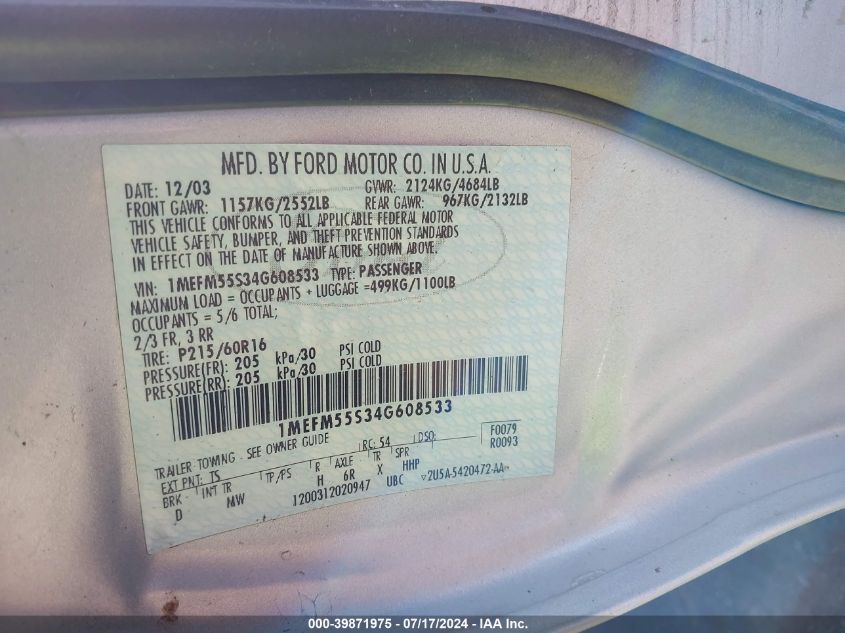 MFD. BY FORD MOTOR CO. IN U.S.A.
DATE: 12/03 GVWR: 2124KG/4684LB
FRONT GAWR: 1157KG/2552LB REAR GAWR: 967KG/2132LB
THIS VEHICLE CONFORMS TO ALL APPLICABLE FEDERAL MOTOR
VEHICLE SAFETY, BUMPER, AND THEFT PREVENTION STANDARDS
IN EFFECT ON THE DATE OF MANUFACTURE SHOWN ABOVE.
VIN: 1MEFM55S34G608533 TYPE: PASSENGER
MAXIMUM LOAD = OCCUPANTS + LUGGAGE =499KG/1100LB
OCCUPANTS = 5/6 TOTAL;
2/3 FR, 3 RR
TIRE: P215/60R16
PRESSURE(FR): 205 kPa/30 PSI COLD
PRESSURE(RR): 205 kPa/30 PSI COLD
1MEFM55S34G608533
F0079
TRAILER TOWING - SEE OWNER GUIDE RC: 54 DSO: R0093
EXT PNT: TS
BRK INT TR TP/PS R AXLE TR SPR
D MW H 6R X HHP
1200312020947 UBC 2U5A-5420472-AA
000-39871975 - 07/17/2024 - IAA Inc.